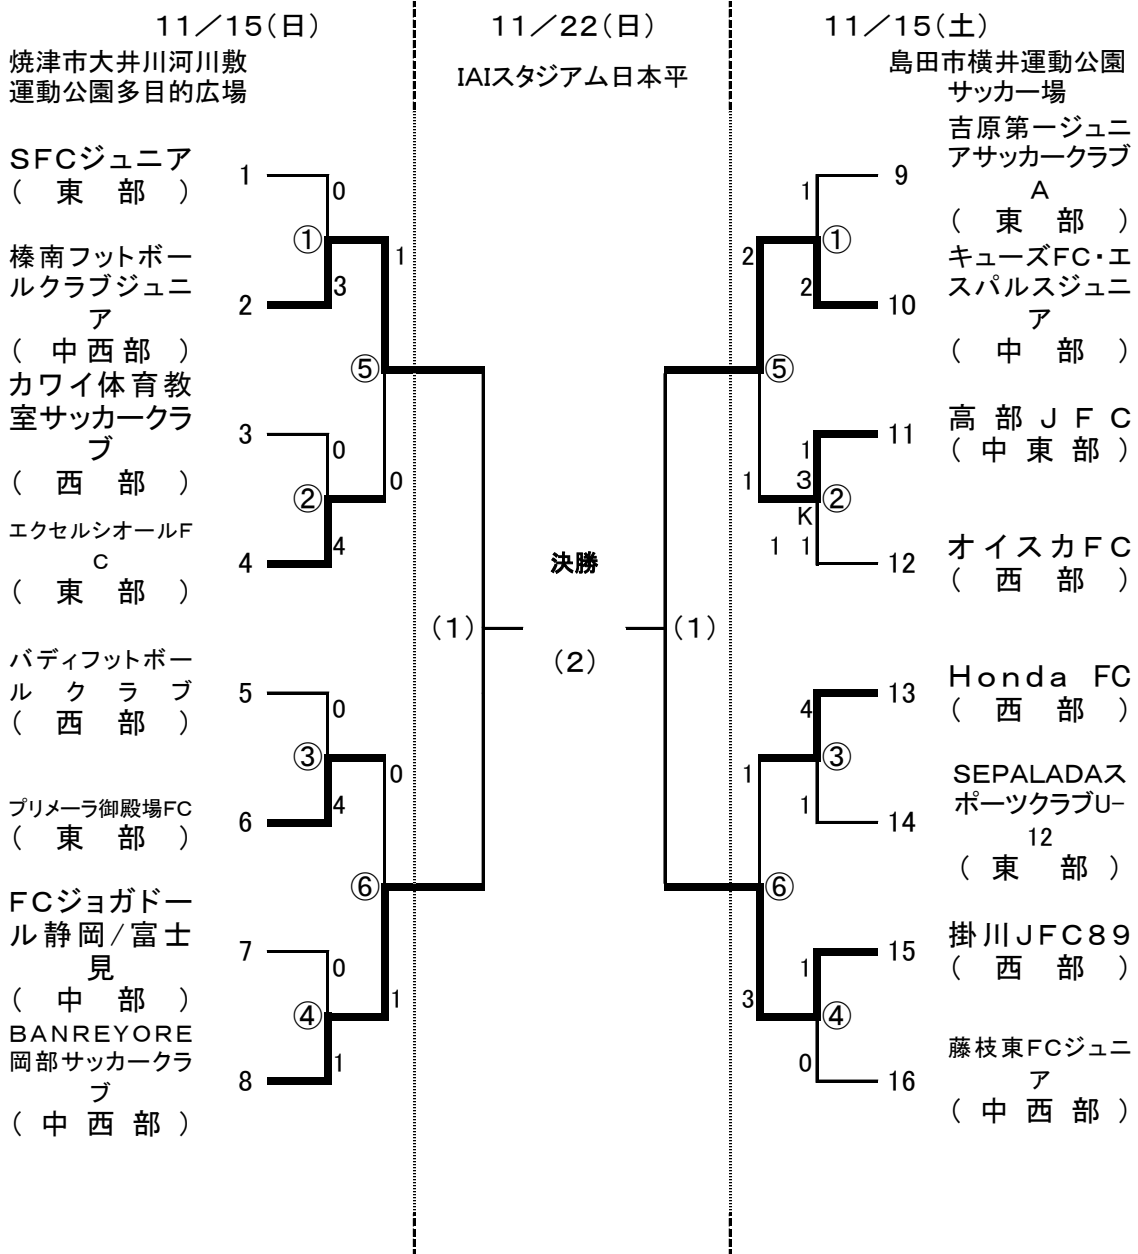 11／15(日)
焼津市大井川河川敷
運動公園多目的広場
11／22(日)
IAIスタジアム日本平
11／15(土)
島田市横井運動公園
サッカー場
SFCジュニア
(東部)
1
0
①
榛南フットボー
ルクラブジュニ
ア
(中西部)
2
3
1
⑤
カワイ体育教
室サッカークラ
ブ
(西部)
3
0
②
0
エクセルシオールF
C
(東部)
4
4
バディフットボー
ルクラブ
(西部)
5
0
③
0
プリメーラ御殿場FC
(東部)
6
4
⑥
FCジョガドー
ル静岡/富士
見
(中部)
7
0
④
1
BANREYORE
岡部サッカークラ
ブ
(中西部)
8
1
(1)
決勝
(2)
(1)
吉原第一ジュニ
アサッカークラブ
A
(東部)
9
1
①
2
キューズFC・エ
スパルスジュニ
ア
(中部)
10
2
⑤
高部JFC
(中東部)
11
1
3
②
1
K
1 1
オイスカFC
(西部)
12
Honda FC
(西部)
13
4
③
1
SEPALADAス
ポーツクラブU-
12
(東部)
14
1
⑥
掛川JFC89
(西部)
15
1
④
3
藤枝東FCジュニ
ア
(中西部)
16
0